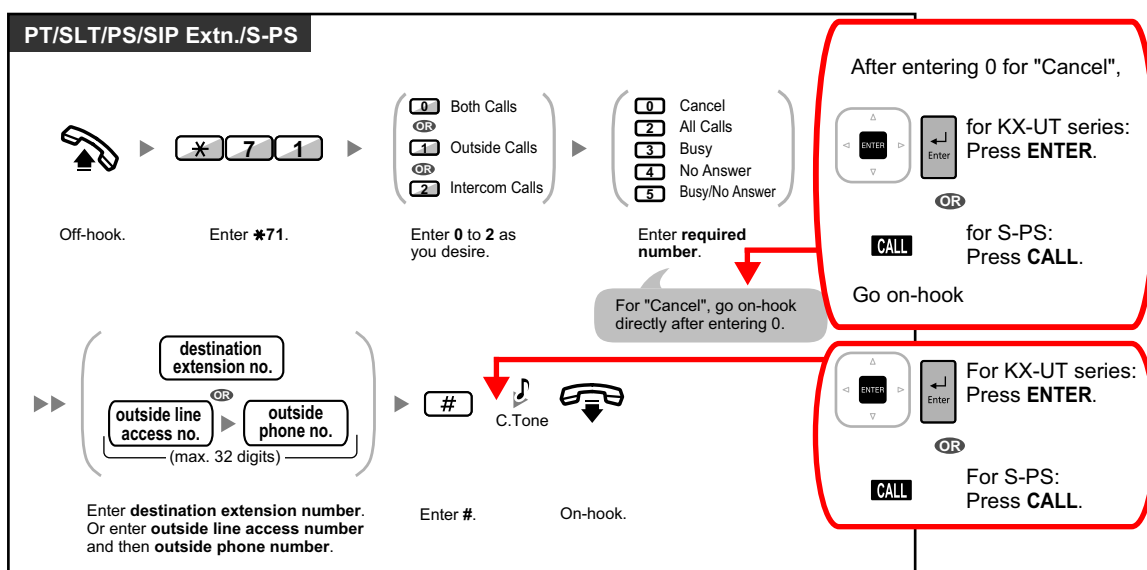 PT/SLT/PS/SIP Extn./S-PS
✱ 7 1
0 Both Calls
OR
1 Outside Calls
OR
2 Intercom Calls
0 Cancel
2 All Calls
3 Busy
4 No Answer
5 Busy/No Answer
Off-hook.
Enter ✱71.
Enter 0 to 2 as
you desire.
Enter required
number.
For "Cancel", go on-hook
directly after entering 0.
After entering 0 for "Cancel",
ENTER
Enter
for KX-UT series:
Press ENTER.
OR
CALL
for S-PS:
Press CALL.
Go on-hook
destination
extension no.
OR
outside line
access no.
outside
phone no.
(max. 32 digits)
#
C.Tone
Enter destination extension number.
Or enter outside line access number
and then outside phone number.
Enter #.
On-hook.
ENTER
Enter
For KX-UT series:
Press ENTER.
OR
CALL
For S-PS:
Press CALL.